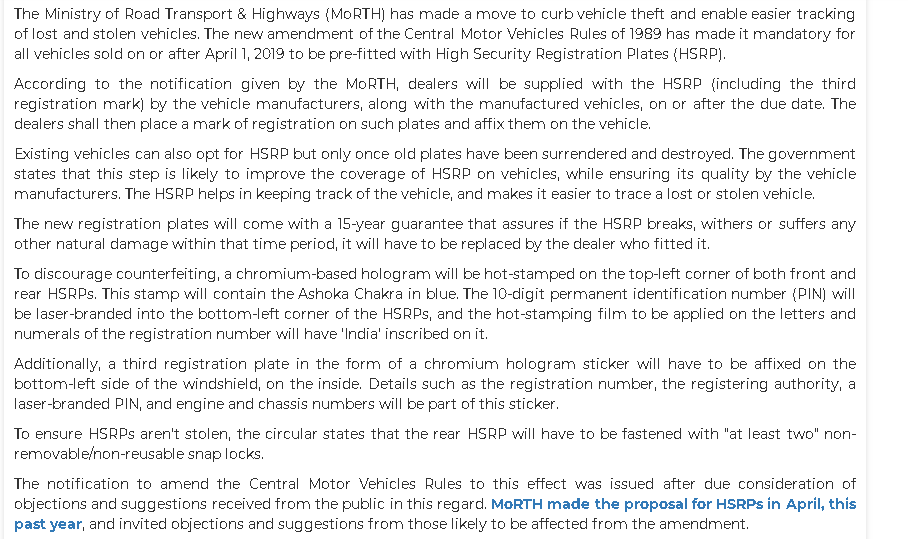 The Ministry of Road Transport & Highways (MoRTH) has made a move to curb vehicle theft and enable easier tracking
of lost and stolen vehicles. The new amendment of the Central Motor Vehicles Rules of 1989 has made it mandatory for
all vehicles sold on or after April 1, 2019 to be pre-fitted with High Security Registration Plates (HSRP).
According to the notification given by the MoRTH, dealers will be supplied with the HSRP (including the third
registration mark) by the vehicle manufacturers, along with the manufactured vehicles, on or after the due date. The
dealers shall then place a mark of registration on such plates and affix them on the vehicle.
Existing vehicles can also opt for HSRP but only once old plates have been surrendered and destroyed. The government
states that this step is likely to improve the coverage of HSRP on vehicles, while ensuring its quality by the vehicle
manufacturers. The HSRP helps in keeping track of the vehicle, and makes it easier to trace a lost or stolen vehicle.
The new registration plates will come with a 15-year guarantee that assures if the HSRP breaks, withers or suffers any
other natural damage within that time period, it will have to be replaced by the dealer who fitted it.
To discourage counterfeiting, a chromium-based hologram will be hot-stamped on the top-left corner of both front and
rear HSRPs. This stamp will contain the Ashoka Chakra in blue. The 10-digit permanent identification number (PIN) will
be laser-branded into the bottom-left corner of the HSRPs, and the hot-stamping film to be applied on the letters and
numerals of the registration number will have 'India' inscribed on it.
Additionally, a third registration plate in the form of a chromium hologram sticker will have to be affixed on the
bottom-left side of the windshield, on the inside. Details such as the registration number, the registering authority, a
laser-branded PIN, and engine and chassis numbers will be part of this sticker.
To ensure HSRPs aren't stolen, the circular states that the rear HSRP will have to be fastened with "at least two" non-
removable/non-reusable snap locks.
The notification to amend the Central Motor Vehicles Rules to this effect was issued after due consideration of
objections and suggestions received from the public in this regard. MoRTH made the proposal for HSRPs in April, this
past year, and invited objections and suggestions from those likely to be affected from the amendment.